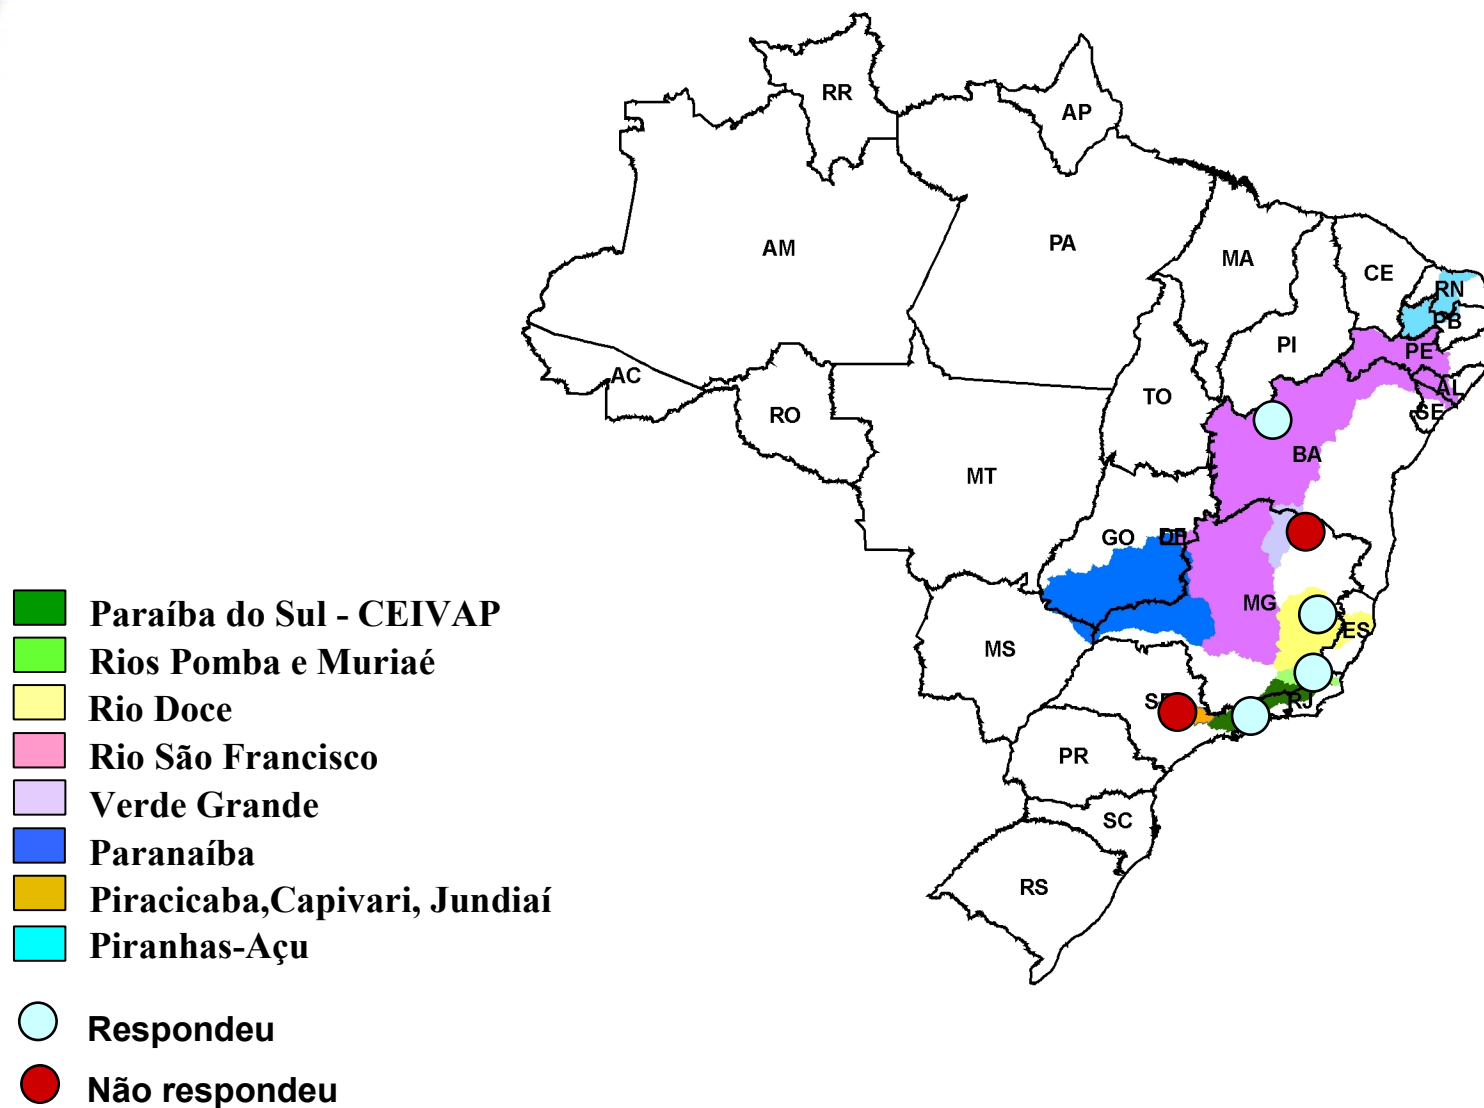 RR
AP
AM
PA
MA
CE
RN
PB
PI
PE
AC
AL
TO
SE
RO
BA
MT
GO
DF
MG
ES
MS
RJ
PR
SC
RS
Paraíba do Sul - CEIVAP
Rios Pomba e Muriaé
Rio Doce
Rio São Francisco
Verde Grande
Paranaíba
Piracicaba,Capivari, Jundiaí
Piranhas-Açu
Respondeu
Não respondeu